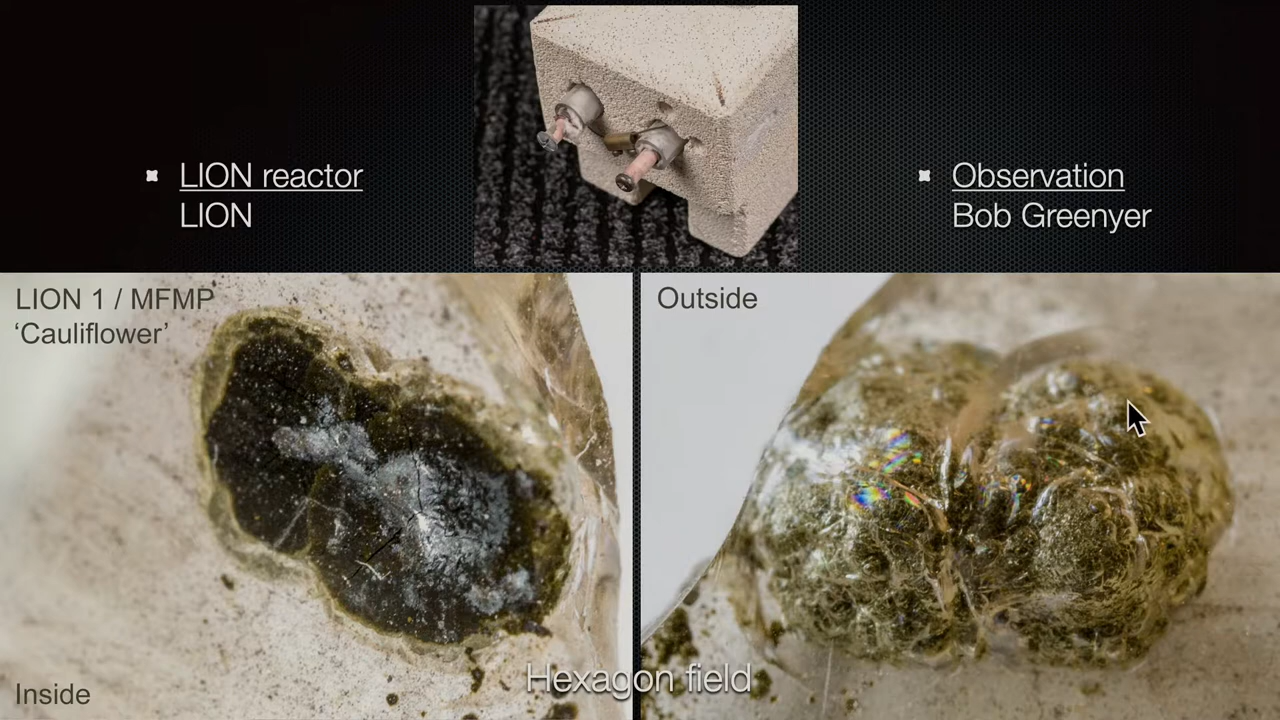 LION reactor
LION
Observation
Bob Greenyer
LION 1 / MFMP
‘Cauliflower’
Outside
Inside
Hexagon field